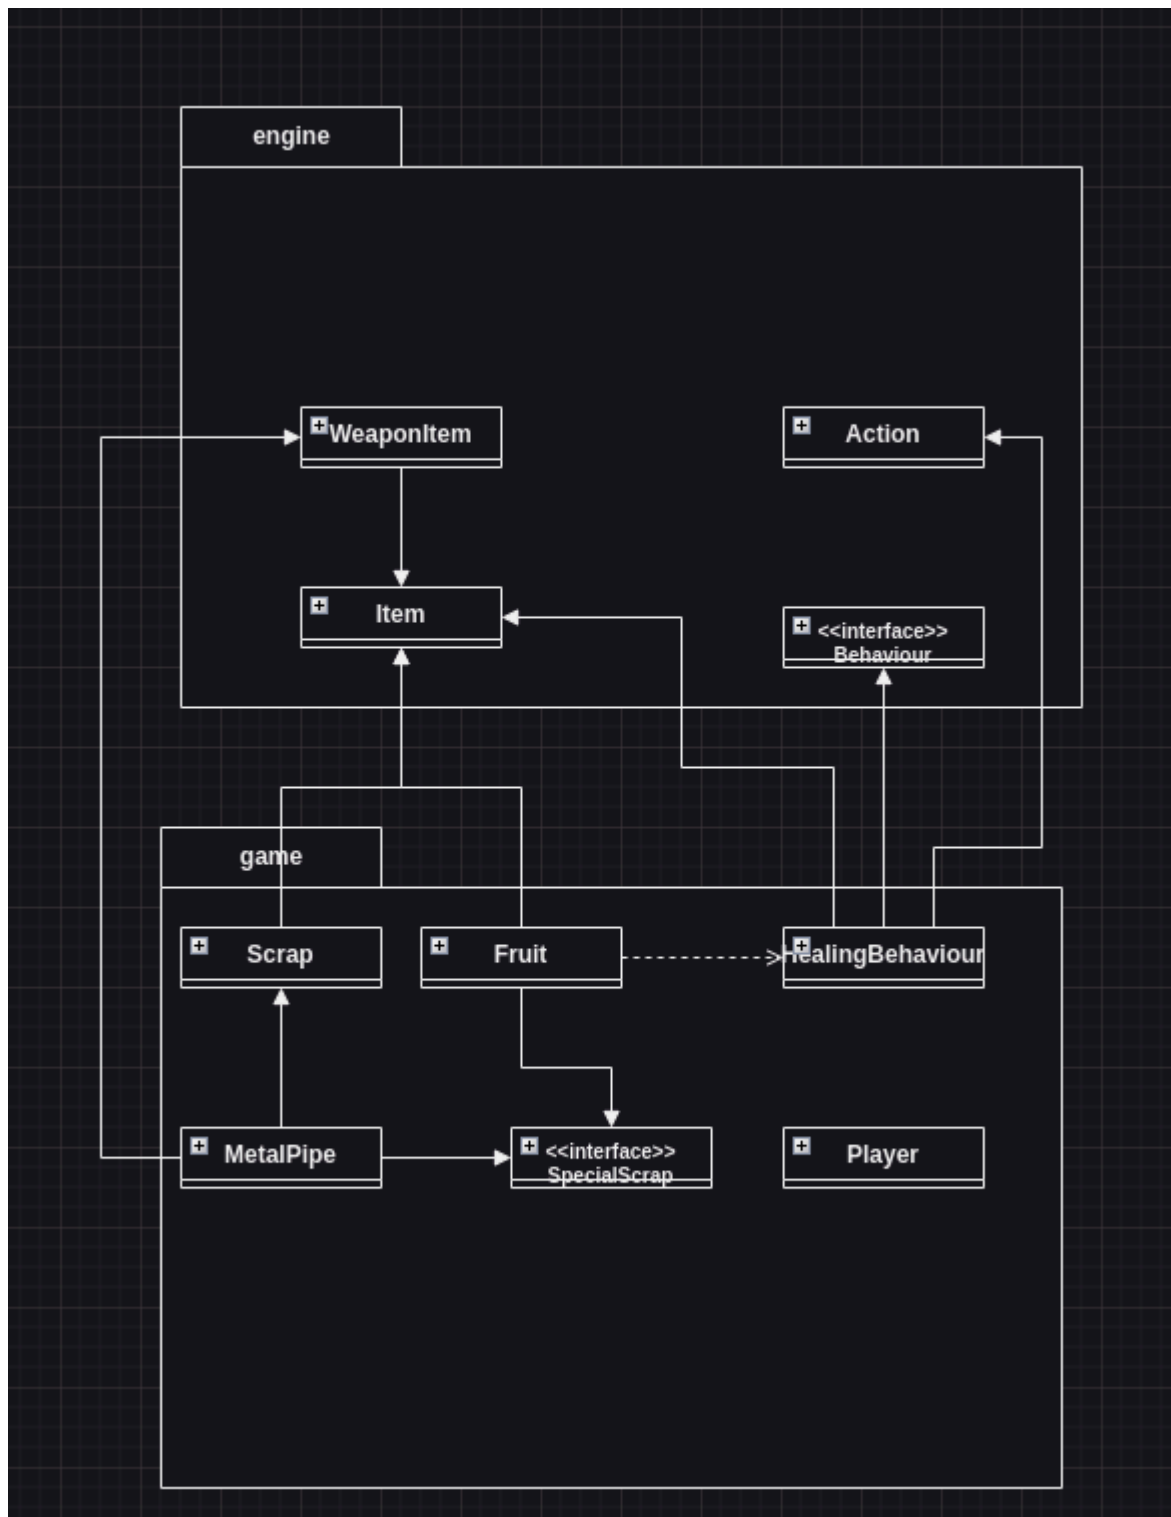 engine
WeaponItem
Action
Item
<<interface>>
Behaviour
game
Scrap
Fruit
HealingBehaviour
MetalPipe
<<interface>>
SpecialScrap
Player